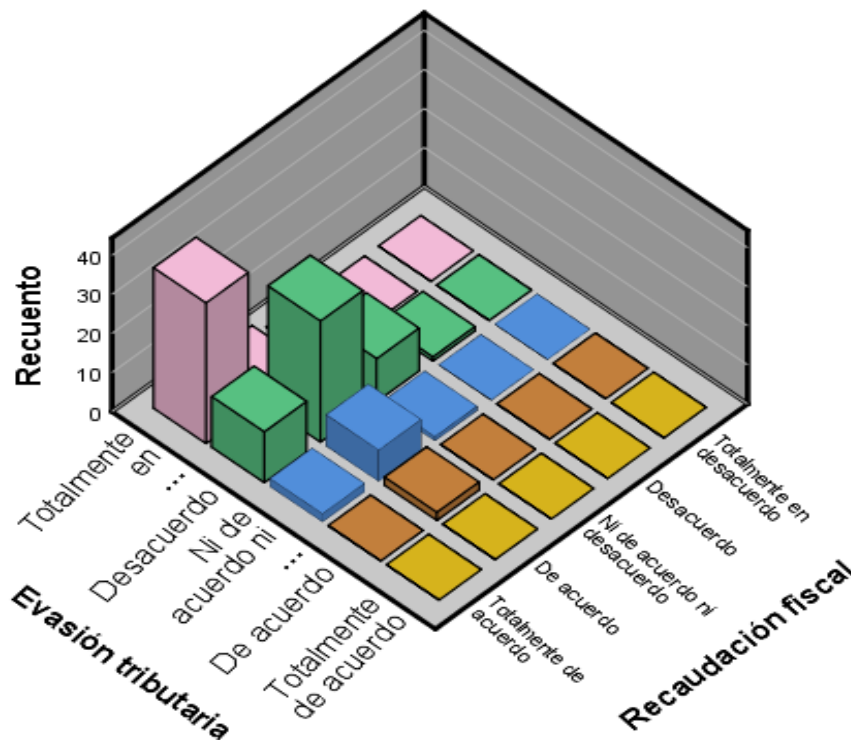 Recuento
40
30
20
10
0
Totalmente
en
...
Desacuerdo
Ni de
acuerdo ni
...
De acuerdo
Totalmente
de acuerdo
Evasión tributaria
Totalmente de
acuerdo
De acuerdo
Ni de acuerdo ni
desacuerdo
Desacuerdo
Totalmente en
desacuerdo
Recaudación fiscal